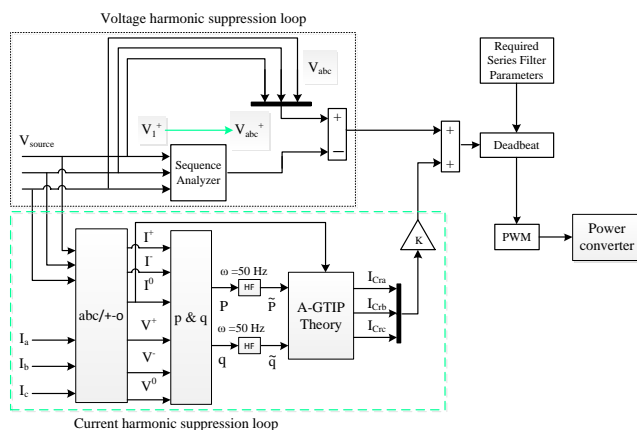 Voltage harmonic suppression loop
V_abc
V_1^+
V_abc^+
+
−
V_source
Sequence
Analyzer
Required
Series Filter
Parameters
+
+
Deadbeat
PWM
Power
converter
K
I^+
I^-
I^0
V^+
V^-
V^0
abc/+-o
p & q
ω =50 Hz
HF
P
P̃
ω =50 Hz
HF
q
q̃
A-GTIP
Theory
I_Cra
I_Crb
I_Crc
I_a
I_b
I_c
Current harmonic suppression loop